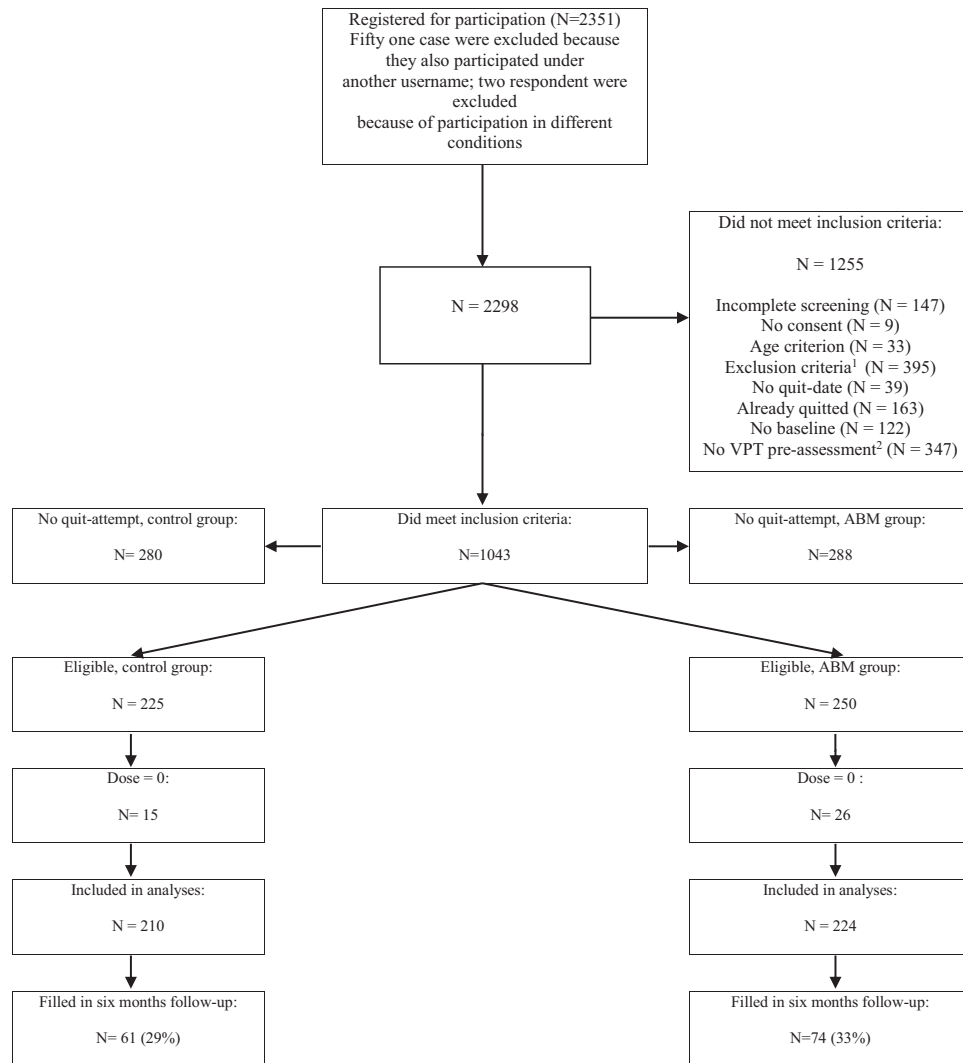 Registered for participation (N=2351)
Fifty one case were excluded because
they also participated under
another username; two respondent were
excluded
because of participation in different
conditions
Did not meet inclusion criteria:
N = 1255
Incomplete screening (N = 147)
No consent (N = 9)
Age criterion (N = 33)
Exclusion criteria¹ (N = 395)
No quit-date (N = 39)
Already quitted (N = 163)
No baseline (N = 122)
No VPT pre-assessment² (N = 347)
N = 2298
No quit-attempt, control group:
N= 280
Did meet inclusion criteria:
N=1043
No quit-attempt, ABM group:
N=288
Eligible, control group:
N = 225
Eligible, ABM group:
N = 250
Dose = 0:
N= 15
Dose = 0 :
N= 26
Included in analyses:
N = 210
Included in analyses:
N = 224
Filled in six months follow-up:
N= 61 (29%)
Filled in six months follow-up:
N=74 (33%)